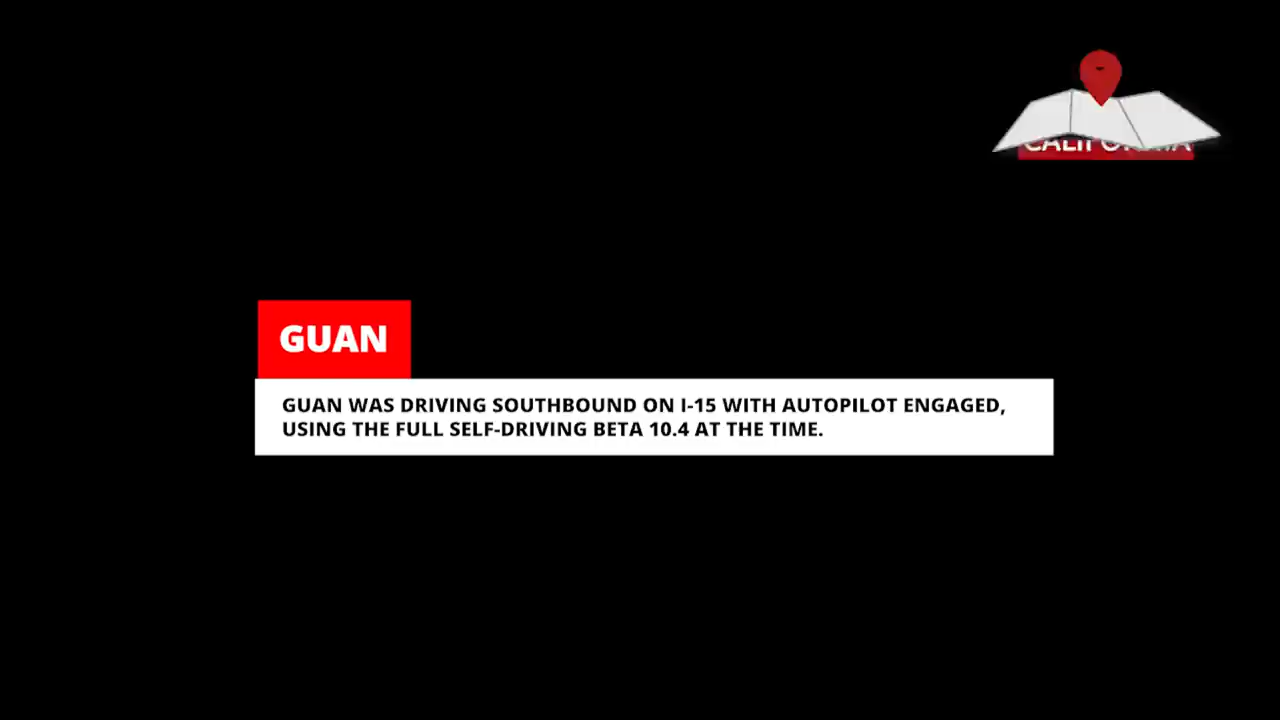 CALIFORNIA
GUAN
GUAN WAS DRIVING SOUTHBOUND ON I-15 WITH AUTOPILOT ENGAGED,
USING THE FULL SELF-DRIVING BETA 10.4 AT THE TIME.